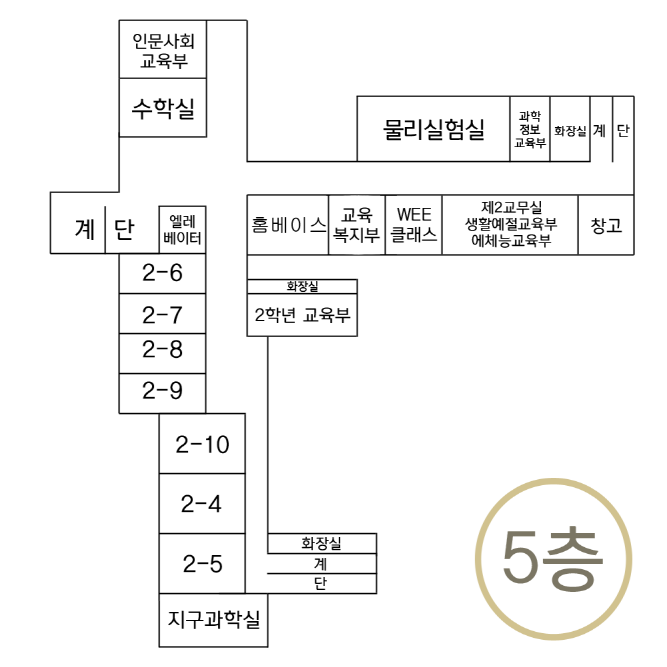 인문사회
교육부
수학실
물리실험실
과학
정보
교육부
화장실
계 단
계 단
엘레
베이터
홈베이스
교육
복지부
WEE
클래스
제2교무실
생활예절교육부
예체능교육부
창고
2-6
2-7
2-8
2-9
화장실
2학년 교육부
2-10
2-4
2-5
화장실
계
단
지구과학실
5층